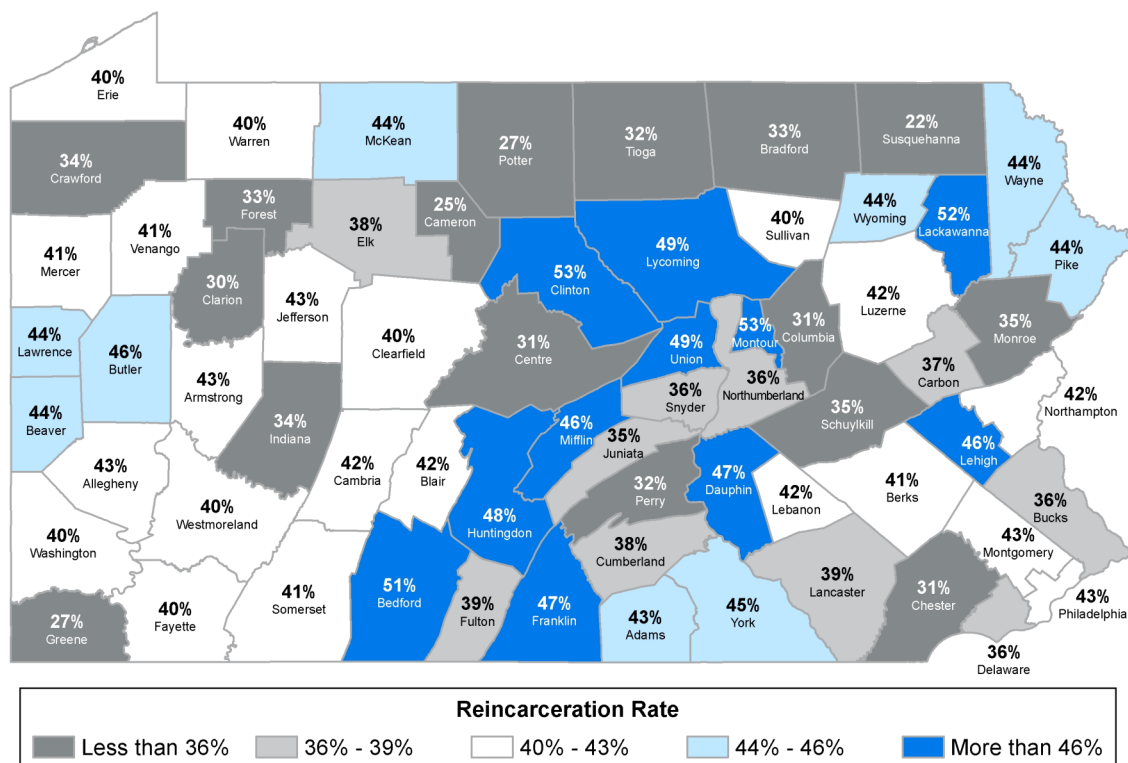 40%
Erie
40%
Warren
44%
McKean
27%
Potter
32%
Tioga
33%
Bradford
22%
Susquehanna
44%
Wayne
34%
Crawford
33%
Forest
38%
Elk
25%
Cameron
40%
Sullivan
44%
Wyoming
52%
Lackawanna
44%
Pike
41%
Mercer
41%
Venango
30%
Clarion
43%
Jefferson
53%
Clinton
49%
Lycoming
42%
Luzerne
44%
Lawrence
46%
Butler
43%
Armstrong
40%
Clearfield
31%
Centre
49%
Union
53%
Montour
31%
Columbia
35%
Monroe
37%
Carbon
44%
Beaver
34%
Indiana
36%
Snyder
36%
Northumberland
35%
Schuylkill
42%
Northampton
43%
Allegheny
42%
Cambria
42%
Blair
46%
Mifflin
35%
Juniata
46%
Lehigh
40%
Washington
40%
Westmoreland
48%
Huntingdon
32%
Perry
47%
Dauphin
42%
Lebanon
41%
Berks
36%
Bucks
27%
Greene
40%
Fayette
41%
Somerset
51%
Bedford
39%
Fulton
47%
Franklin
38%
Cumberland
43%
Adams
45%
York
39%
Lancaster
31%
Chester
43%
Montgomery
43%
Philadelphia
36%
Delaware
Reincarceration Rate
Less than 36%
36% - 39%
40% - 43%
44% - 46%
More than 46%